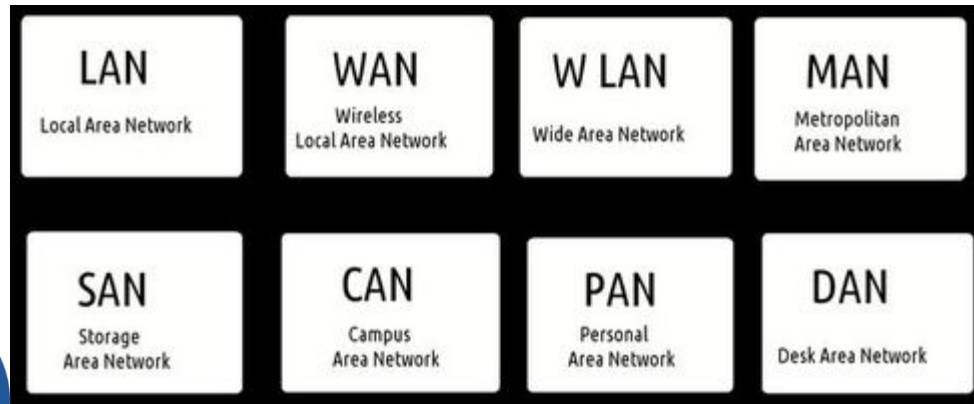 LAN
Local Area Network
WAN
Wireless
Local Area Network
W LAN
Wide Area Network
MAN
Metropolitan
Area Network
SAN
Storage
Area Network
CAN
Campus
Area Network
PAN
Personal
Area Network
DAN
Desk Area Network